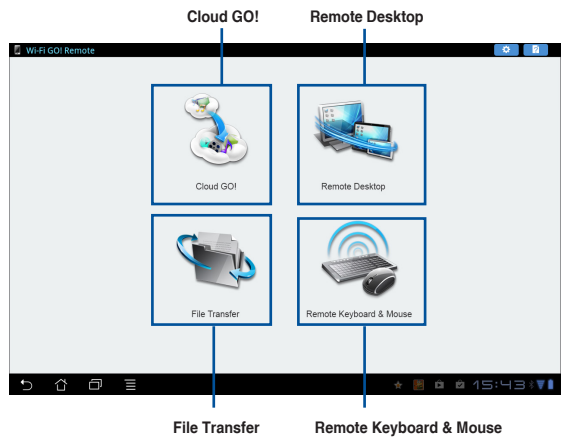 Cloud GO! Remote Desktop
Wi-Fi GO! Remote
Cloud GO! Remote Desktop
File Transfer Remote Keyboard & Mouse
15:43
File Transfer Remote Keyboard & Mouse